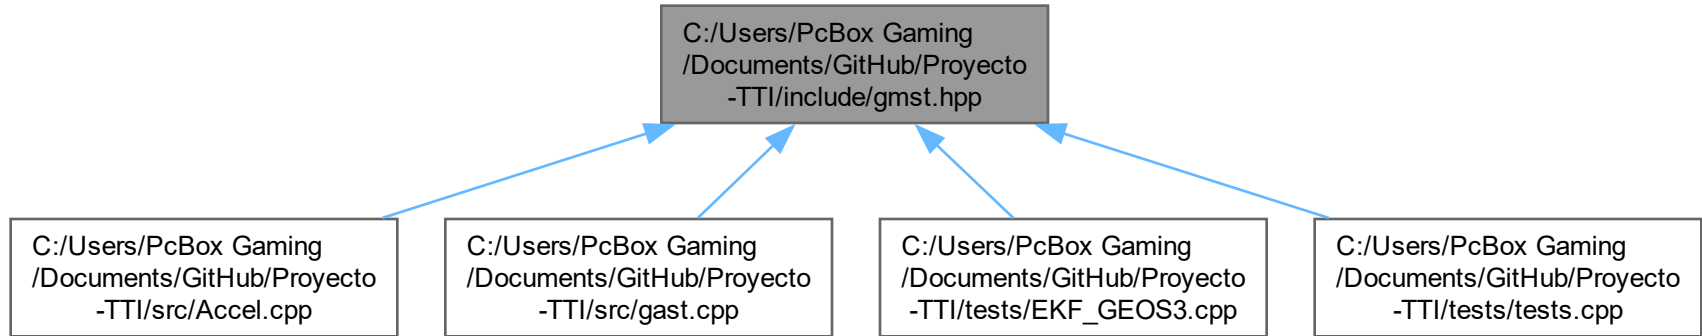 C:/Users/PcBox Gaming
/Documents/GitHub/Proyecto
-TTI/include/gmst.hpp
C:/Users/PcBox Gaming
/Documents/GitHub/Proyecto
-TTI/src/Accel.cpp
C:/Users/PcBox Gaming
/Documents/GitHub/Proyecto
-TTI/src/gast.cpp
C:/Users/PcBox Gaming
/Documents/GitHub/Proyecto
-TTI/tests/EKF_GEOS3.cpp
C:/Users/PcBox Gaming
/Documents/GitHub/Proyecto
-TTI/tests/tests.cpp